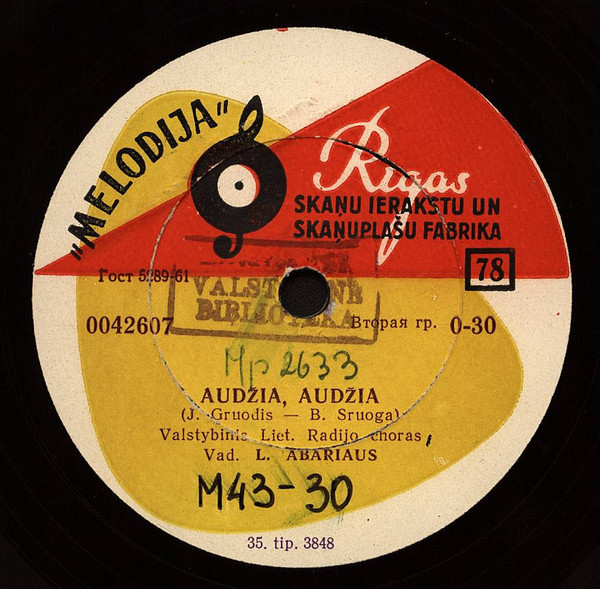 „MELODIJA“
Rīgas
SKAŅU IERAKSTU UN
SKAŅUPLAŠU FABRIKA
78
Гост 5289-61
VALSTYBINĖ
BIBLIOTEKA
0042607
Вторая гр. 0-30
Mp 2633
AUDŽIA, AUDŽIA
(J. Gruodis — B. Sruoga)
Valstybinis Liet. Radijo choras,
Vad. L. ABARIAUS
M43-30
35. tip. 3848